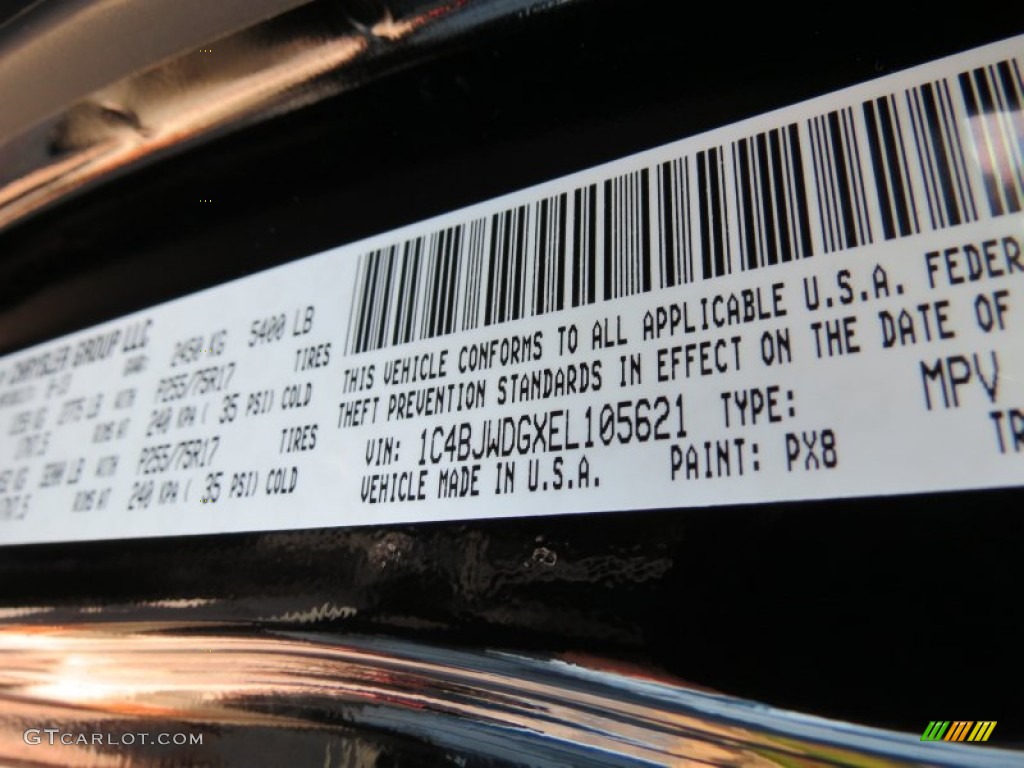 CHRYSLER GROUP LLC
2450 KG 5400 LB
P255/75R17 TIRES
240 KPA ( 35 PSI) COLD
P255/75R17 TIRES
240 KPA ( 35 PSI) COLD
THIS VEHICLE CONFORMS TO ALL APPLICABLE U.S.A. FEDER
THEFT PREVENTION STANDARDS IN EFFECT ON THE DATE OF
VIN: 1C4BJWDGXEL105621 TYPE: MPV
VEHICLE MADE IN U.S.A. PAINT: PX8 TR
GTCARLOT.COM